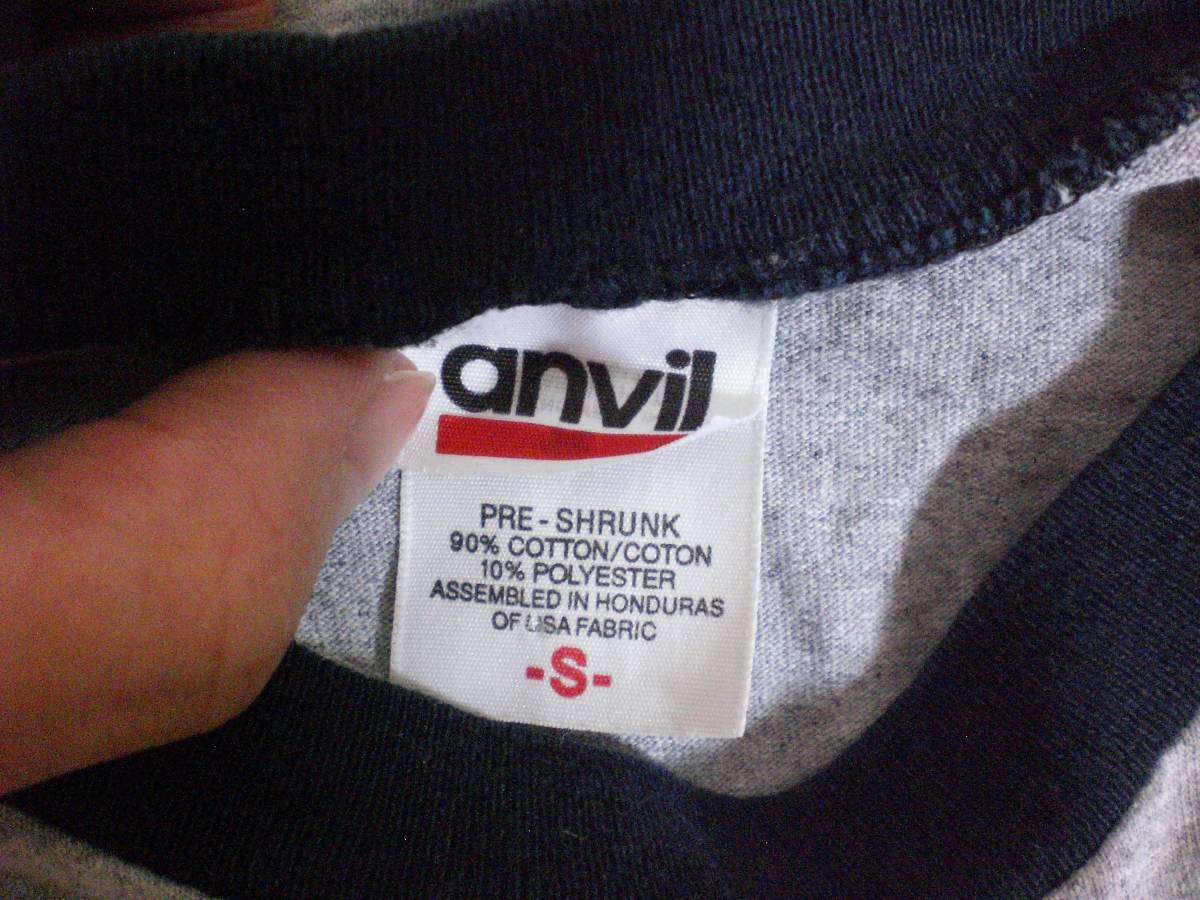 anvil
PRE-SHRUNK
90% COTTON/COTON
10% POLYESTER
ASSEMBLED IN HONDURAS
OF USA FABRIC
-S-